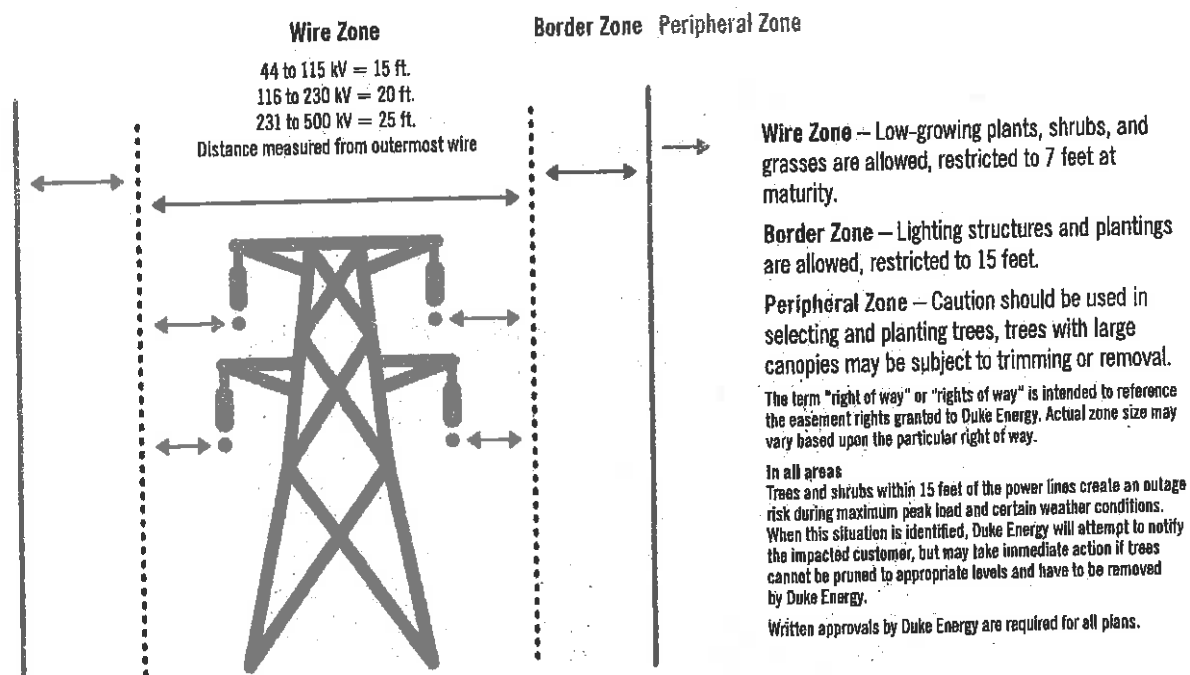 Wire Zone
44 to 115 kV = 15 ft.
116 to 230 kV = 20 ft.
231 to 500 kV = 25 ft.
Distance measured from outermost wire
Border Zone
Peripheral Zone
Wire Zone – Low-growing plants, shrubs, and
grasses are allowed, restricted to 7 feet at
maturity.
Border Zone – Lighting structures and plantings
are allowed, restricted to 15 feet.
Peripheral Zone – Caution should be used in
selecting and planting trees, trees with large
canopies may be subject to trimming or removal.
The term "right of way" or "rights of way" is intended to reference
the easement rights granted to Duke Energy. Actual zone size may
vary based upon the particular right of way.
In all areas
Trees and shrubs within 15 feet of the power lines create an outage
risk during maximum peak load and certain weather conditions.
When this situation is identified, Duke Energy will attempt to notify
the impacted customer, but may take immediate action if trees
cannot be pruned to appropriate levels and have to be removed
by Duke Energy.
Written approvals by Duke Energy are required for all plans.